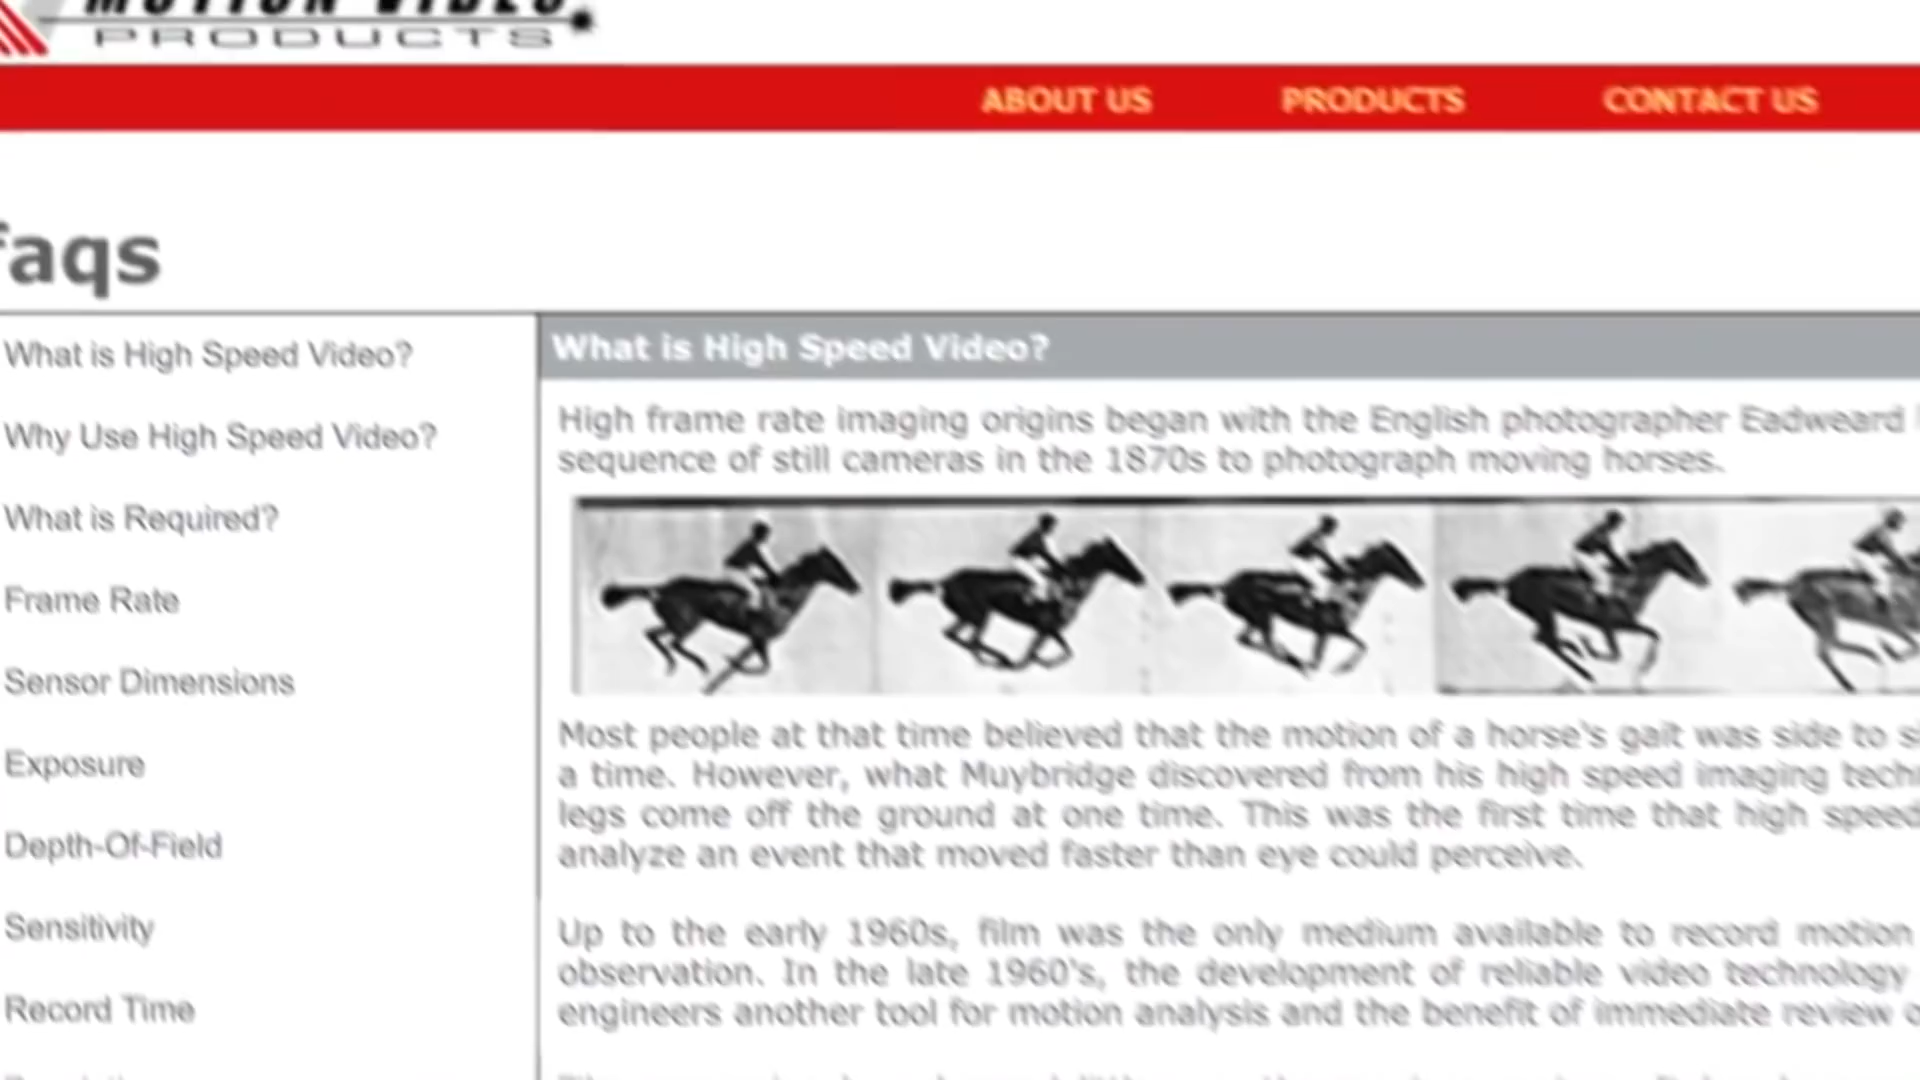 MOTION VIDEO
PRODUCTS
ABOUT US
PRODUCTS
CONTACT US
faqs
What is High Speed Video?
Why Use High Speed Video?
What is Required?
Frame Rate
Sensor Dimensions
Exposure
Depth-Of-Field
Sensitivity
Record Time
What is High Speed Video?
High frame rate imaging origins began with the English photographer Eadweard
sequence of still cameras in the 1870s to photograph moving horses.
Most people at that time believed that the motion of a horse's gait was side to
a time. However, what Muybridge discovered from his high speed imaging
legs come off the ground at one time. This was the first time that high speed
analyze an event that moved faster than eye could perceive.
Up to the early 1960s, film was the only medium available to record motion
observation. In the late 1960's, the development of reliable video technology
engineers another tool for motion analysis and the benefit of immediate review